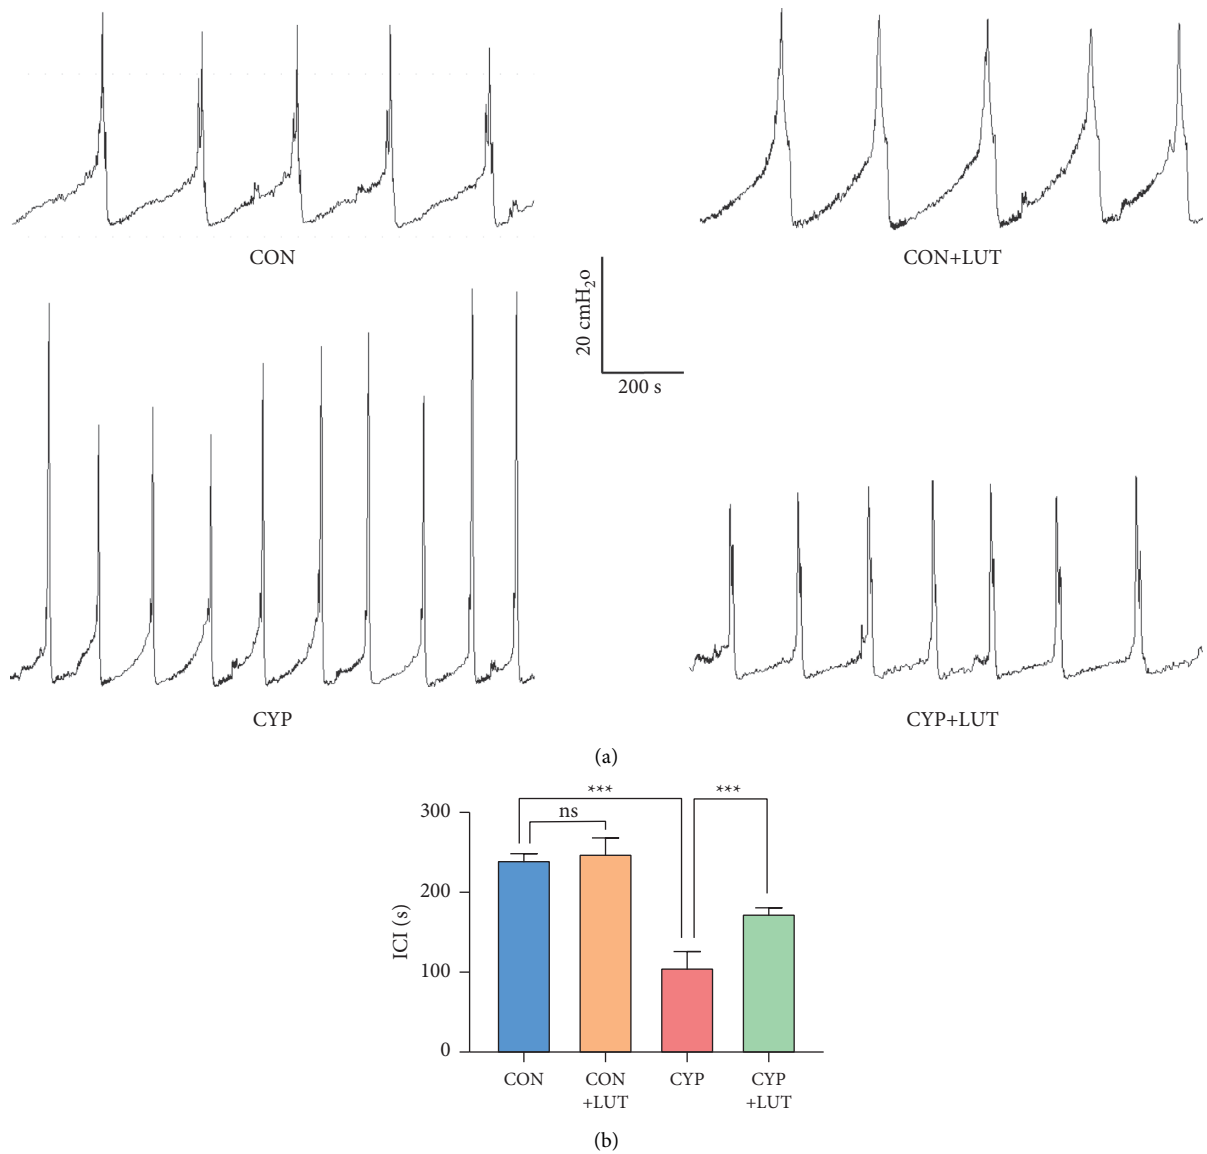 CON
CON+LUT
20 cmH₂o
200 s
CYP
CYP+LUT
(a)
***
***
ns
300
200
100
0
ICI (s)
CON
CON
+LUT
CYP
CYP
+LUT
(b)